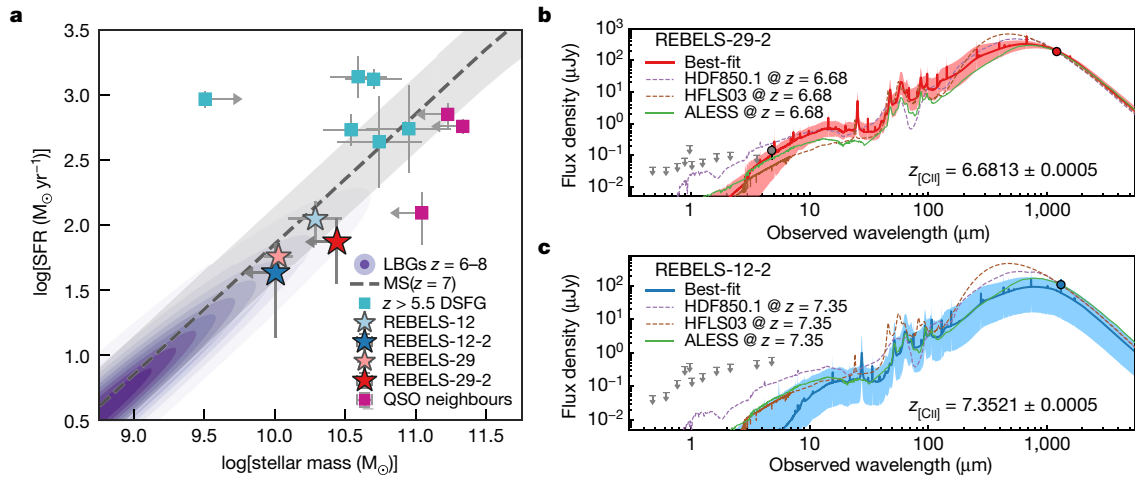 a
log[SFR (M⊙ yr⁻¹)]
3.5
3.0
2.5
2.0
1.5
1.0
0.5
9.0 9.5 10.0 10.5 11.0 11.5
log[stellar mass (M⊙)]
LBGs z = 6–8
MS(z = 7)
z > 5.5 DSFG
REBELS-12
REBELS-12-2
REBELS-29
REBELS-29-2
QSO neighbours
b
Flux density (μJy)
10³
10²
10¹
10⁰
10⁻¹
10⁻²
REBELS-29-2
Best-fit
HDF850.1 @ z = 6.68
HFLS03 @ z = 6.68
ALESS @ z = 6.68
z[CII] = 6.6813 ± 0.0005
1 10 100 1,000
Observed wavelength (μm)
c
Flux density (μJy)
10³
10²
10¹
10⁰
10⁻¹
10⁻²
REBELS-12-2
Best-fit
HDF850.1 @ z = 7.35
HFLS03 @ z = 7.35
ALESS @ z = 7.35
z[CII] = 7.3521 ± 0.0005
1 10 100 1,000
Observed wavelength (μm)